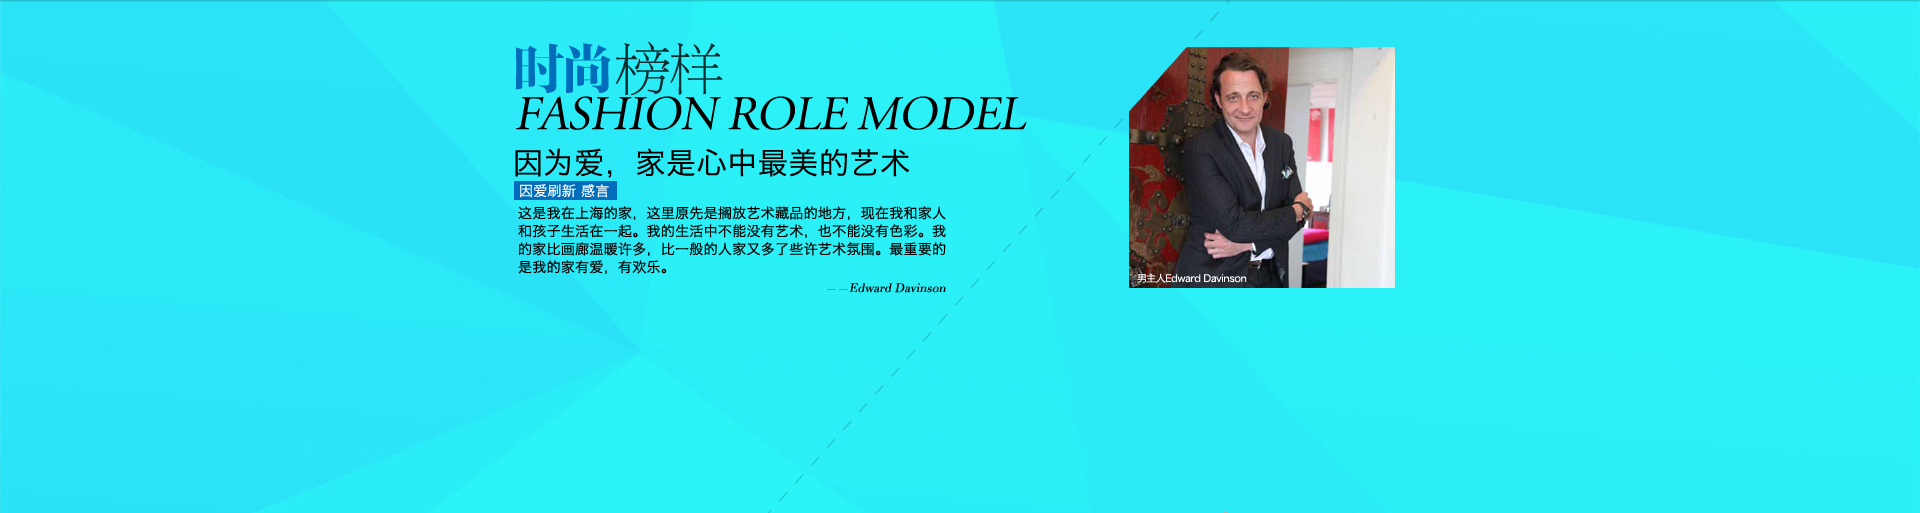 时尚榜样
FASHION ROLE MODEL
因为爱，家是心中最美的艺术
因爱刷新 感言
这是我在上海的家，这里原先是搁放艺术藏品的地方，现在我和家人
和孩子生活在一起。我的生活中不能没有艺术，也不能没有色彩。我
的家比画廊温暖许多，比一般的人家又多了些许艺术氛围。最重要的
是我的家有爱，有欢乐。
——Edward Davinson
男主人Edward Davinson